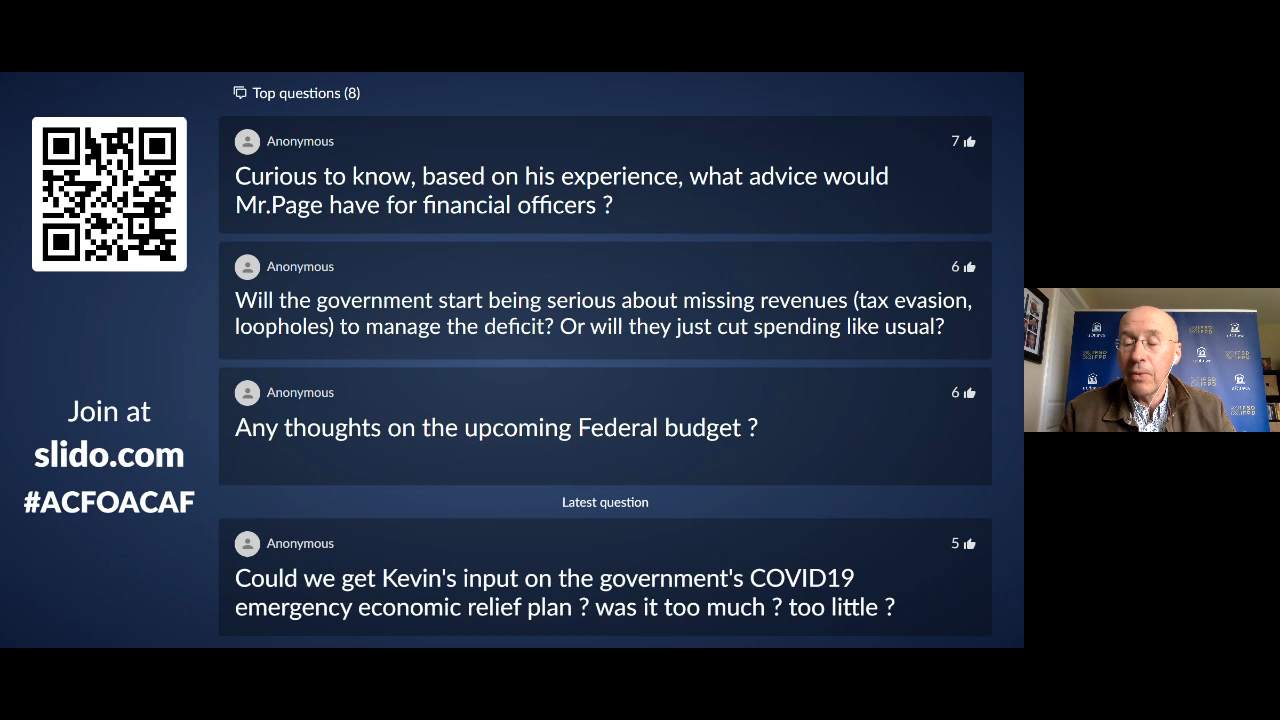 Top questions (8)
Anonymous
7
Curious to know, based on his experience, what advice would
Mr.Page have for financial officers ?
Anonymous
6
Will the government start being serious about missing revenues (tax evasion,
loopholes) to manage the deficit? Or will they just cut spending like usual?
Anonymous
6
Any thoughts on the upcoming Federal budget ?
Join at
slido.com
#ACFOACAF
Latest question
Anonymous
5
Could we get Kevin's input on the government's COVID19
emergency economic relief plan ? was it too much ? too little ?